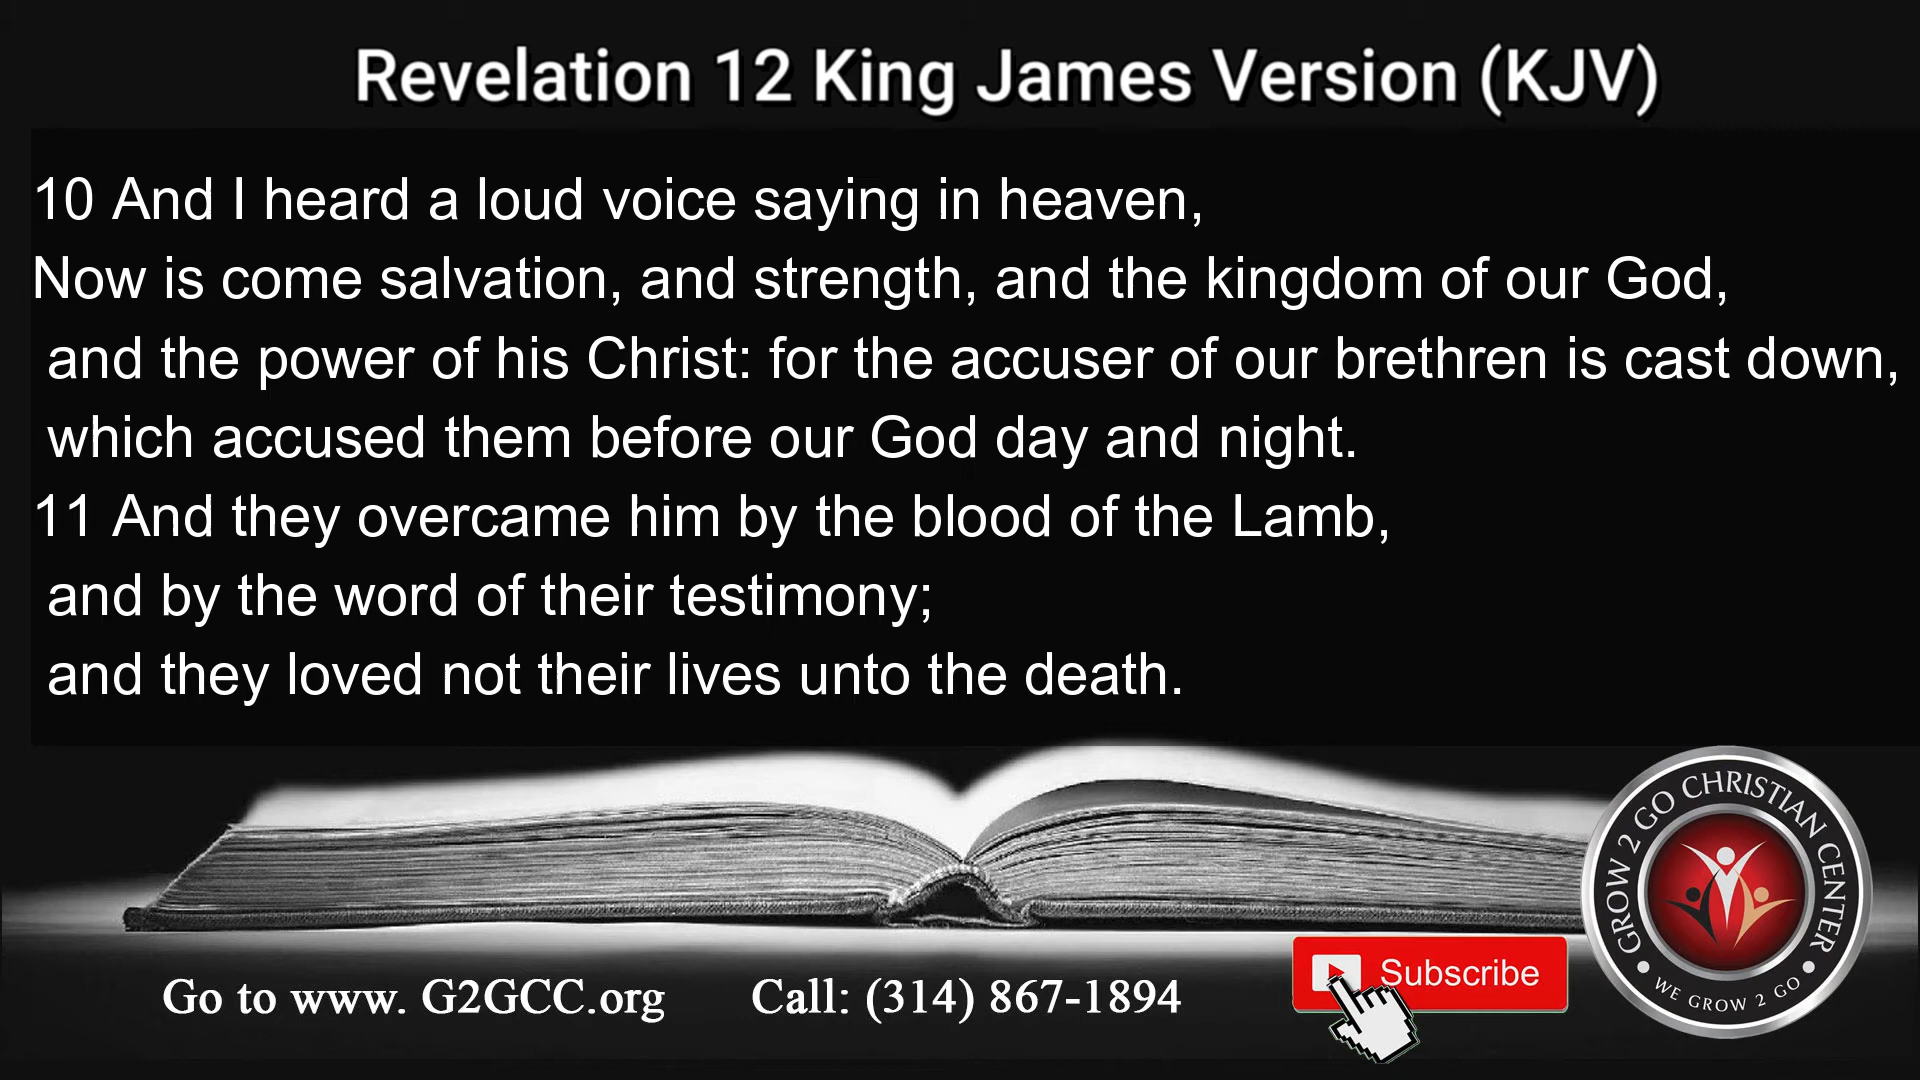 Revelation 12 King James Version (KJV)
10 And I heard a loud voice saying in heaven,
Now is come salvation, and strength, and the kingdom of our God,
and the power of his Christ: for the accuser of our brethren is cast down,
which accused them before our God day and night.
11 And they overcame him by the blood of the Lamb,
and by the word of their testimony;
and they loved not their lives unto the death.
GROW 2 GO CHRISTIAN CENTER
WE GROW 2 GO
Go to www. G2GCC.org
Call: (314) 867-1894
Subscribe